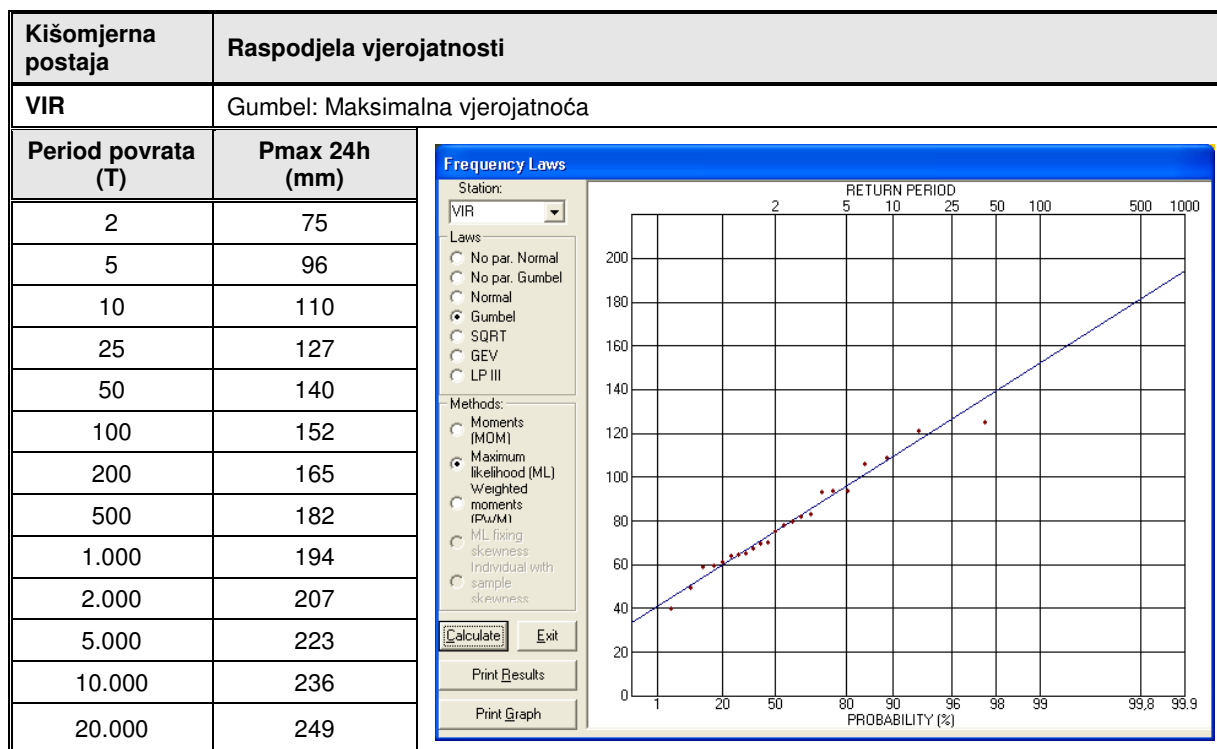 Kišomjerna postaja
Raspodjela vjerojatnosti
VIR
Gumbel: Maksimalna vjerojatnoća
Period povrata (T)
Pmax 24h (mm)
2 75
5 96
10 110
25 127
50 140
100 152
200 165
500 182
1.000 194
2.000 207
5.000 223
10.000 236
20.000 249
Frequency Laws
Station:
VIR
Laws
No par. Normal
No par. Gumbel
Normal
Gumbel
SQRT
GEV
LP III
Methods:
Moments
(MOM)
Maximum
likelihood (ML)
Weighted
moments
(PWM)
ML fixing
skewness
Individual with
sample
skewness
Calculate
Exit
Print Results
Print Graph
RETURN PERIOD
2 5 10 25 50 100 500 1000
200
180
160
140
120
100
80
60
40
20
0
1 20 50 80 90 96 98 99 99,8 99.9
PROBABILITY (%)